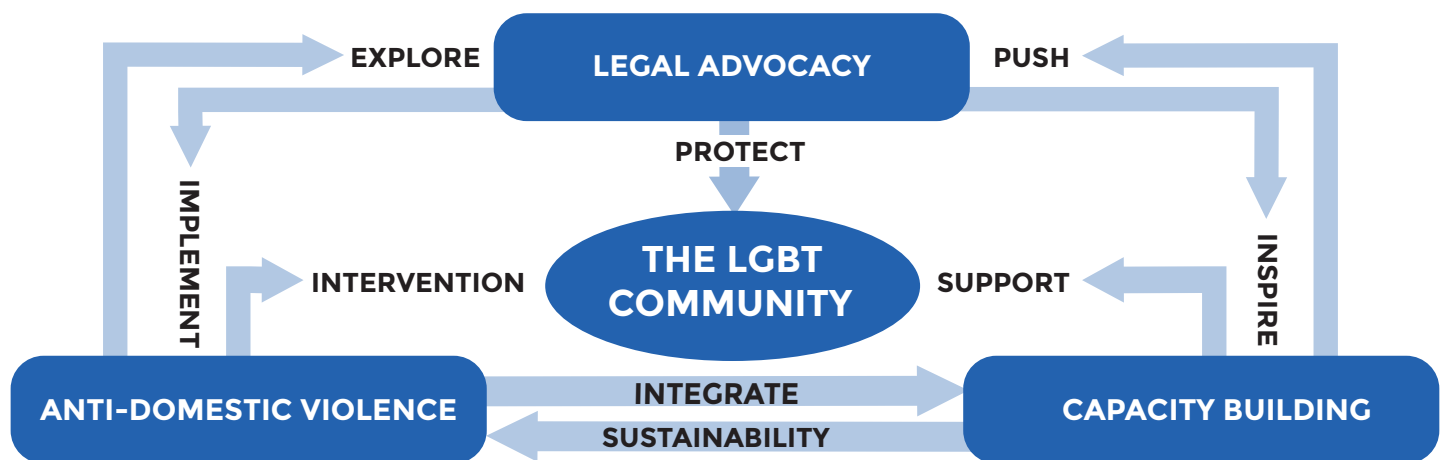 EXPLORE
LEGAL ADVOCACY
PUSH
PROTECT
IMPLEMENT
INTERVENTION
THE LGBT
COMMUNITY
SUPPORT
INSPIRE
ANTI-DOMESTIC VIOLENCE
INTEGRATE
SUSTAINABILITY
CAPACITY BUILDING